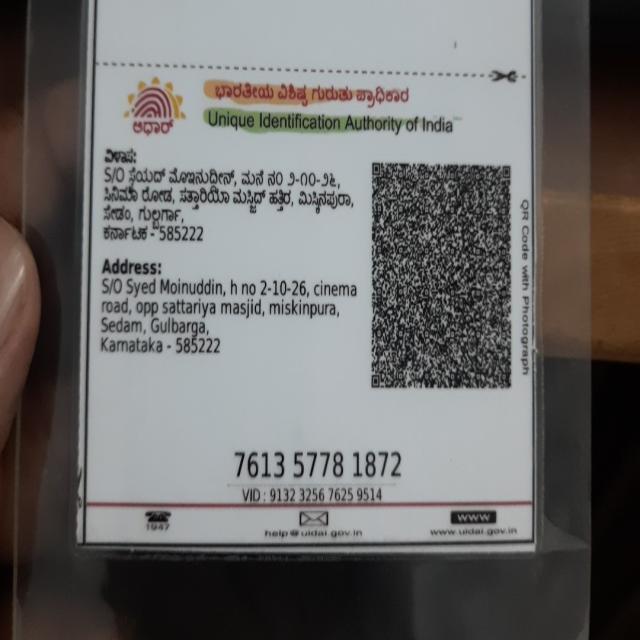 ಭಾರತೀಯ ವಿಶಿಷ್ಟ ಗುರುತು ಪ್ರಾಧಿಕಾರ
Unique Identification Authority of India
ಆಧಾರ್
ವಿಳಾಸ:
S/O ಸೈಯದ್ ಮೊಇನುದೀನ್, ಮನೆ ನಂ ೨-೧೦-೨೬,
ಸಿನಿಮಾ ರೋಡ, ಸತ್ತಾರಿಯಾ ಮಸ್ಜಿದ್ ಹತ್ತಿರ, ಮಿಸ್ಕಿನಪುರಾ,
ಸೇಡಂ, ಗುಲ್ಬರ್ಗಾ,
ಕರ್ನಾಟಕ - 585222
Address:
S/O Syed Moinuddin, h no 2-10-26, cinema
road, opp sattariya masjid, miskinpura,
Sedam, Gulbarga,
Karnataka - 585222
QR Code with Photograph
7613 5778 1872
VID : 9132 3256 7625 9514
1947
help@uidai.gov.in
WWW
www.uidai.gov.in